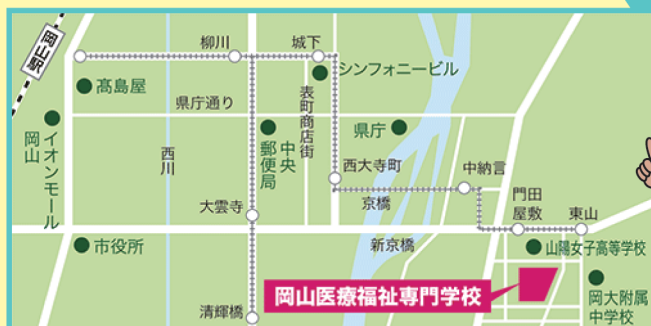 岡山駅
柳川
城下
シンフォニービル
髙島屋
県庁通り
表町商店街
県庁
イオンモール
岡山
西川
中央
郵便局
西大寺町
中納言
大雲寺
京橋
門田
屋敷
東山
市役所
新京橋
山陽女子高等学校
岡山医療福祉専門学校
岡大附属
中学校
清輝橋